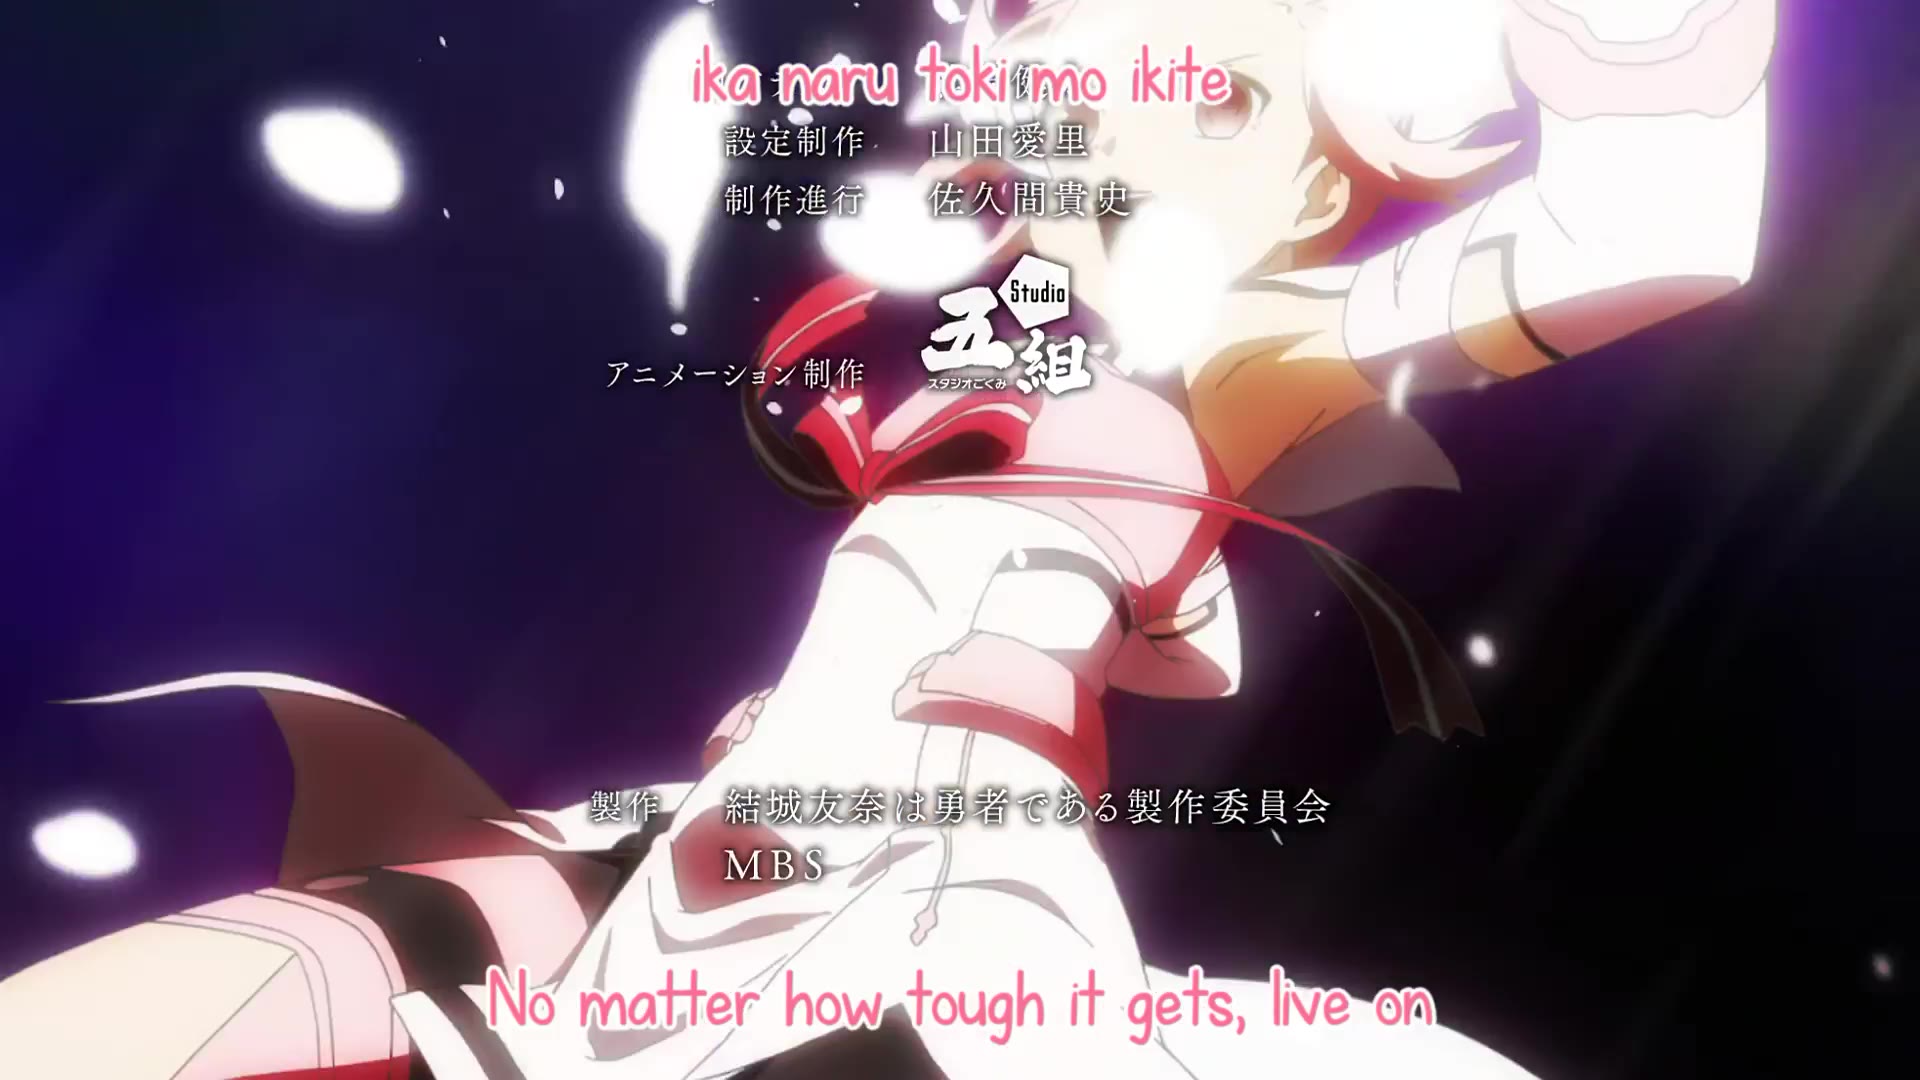 ika naru toki mo ikite
設定制作 山田愛里
制作進行 佐久間貴史
アニメーション制作 Studio 五組
スタジオごくみ
製作 結城友奈は勇者である製作委員会
MBS
No matter how tough it gets, live on